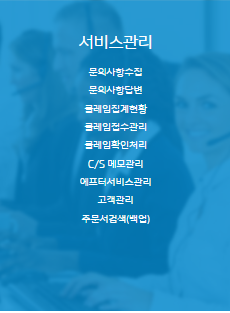 서비스관리
문의사항수집
문의사항답변
클레임집계현황
클레임접수관리
클레임확인처리
C/S 메모관리
애프터서비스관리
고객관리
주문서검색(백업)